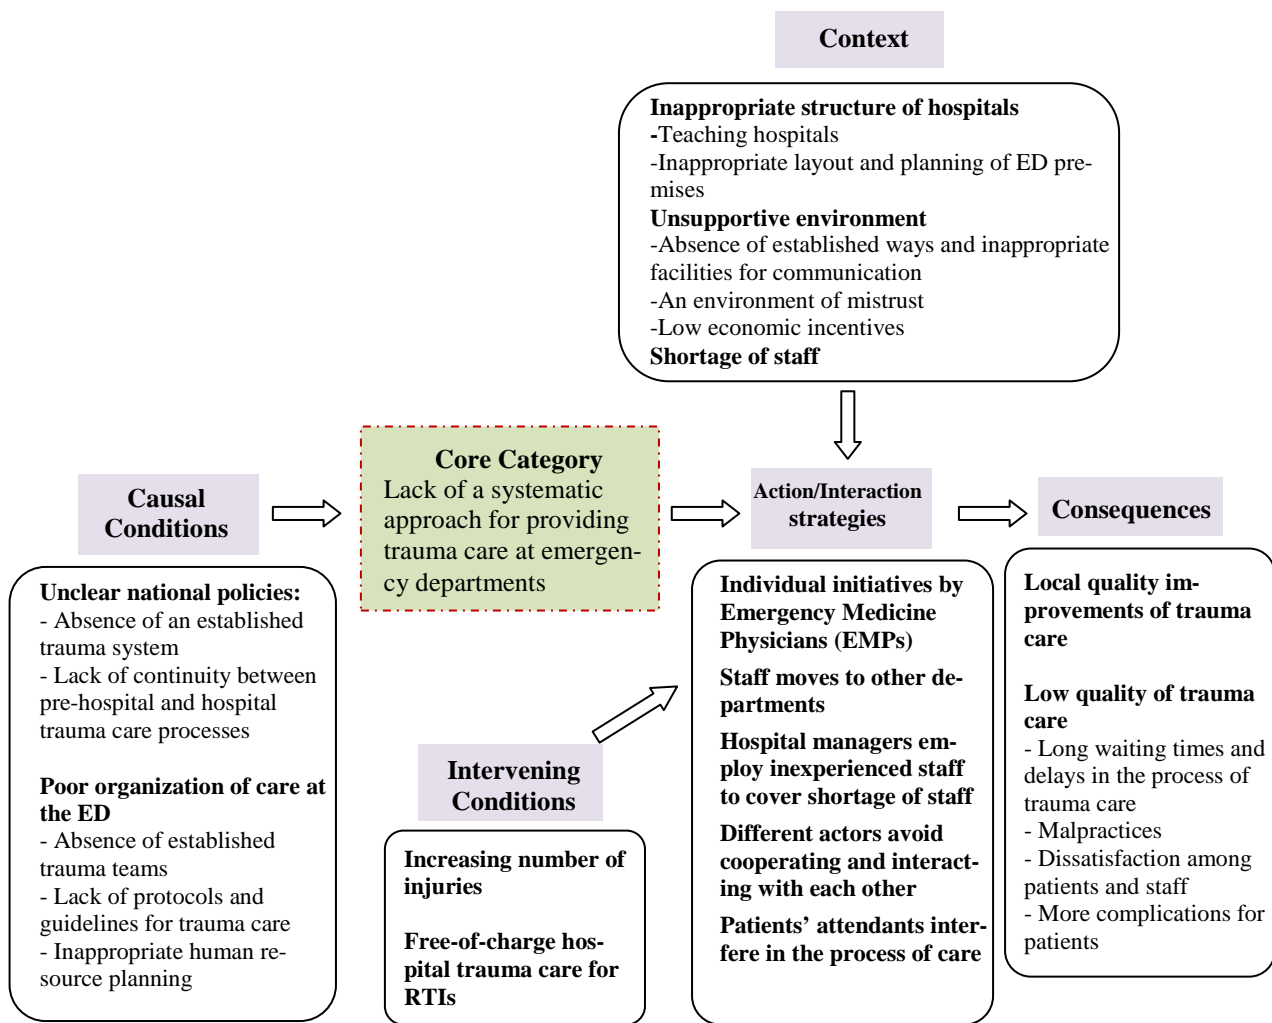 Context
Inappropriate structure of hospitals
-Teaching hospitals
-Inappropriate layout and planning of ED pre-
mises
Unsupportive environment
-Absence of established ways and inappropriate
facilities for communication
-An environment of mistrust
-Low economic incentives
Shortage of staff
Causal
Conditions
Unclear national policies:
- Absence of an established
trauma system
- Lack of continuity between
pre-hospital and hospital
trauma care processes
Poor organization of care at
the ED
- Absence of established
trauma teams
- Lack of protocols and
guidelines for trauma care
- Inappropriate human re-
source planning
Core Category
Lack of a systematic
approach for providing
trauma care at emergen-
cy departments
Intervening
Conditions
Increasing number of
injuries
Free-of-charge hos-
pital trauma care for
RTIs
Action/Interaction
strategies
Individual initiatives by
Emergency Medicine
Physicians (EMPs)
Staff moves to other de-
partments
Hospital managers em-
ploy inexperienced staff
to cover shortage of staff
Different actors avoid
cooperating and interact-
ing with each other
Patients’ attendants inter-
fere in the process of care
Consequences
Local quality im-
provements of trauma
care
Low quality of trauma
care
- Long waiting times and
delays in the process of
trauma care
- Malpractices
- Dissatisfaction among
patients and staff
- More complications for
patients